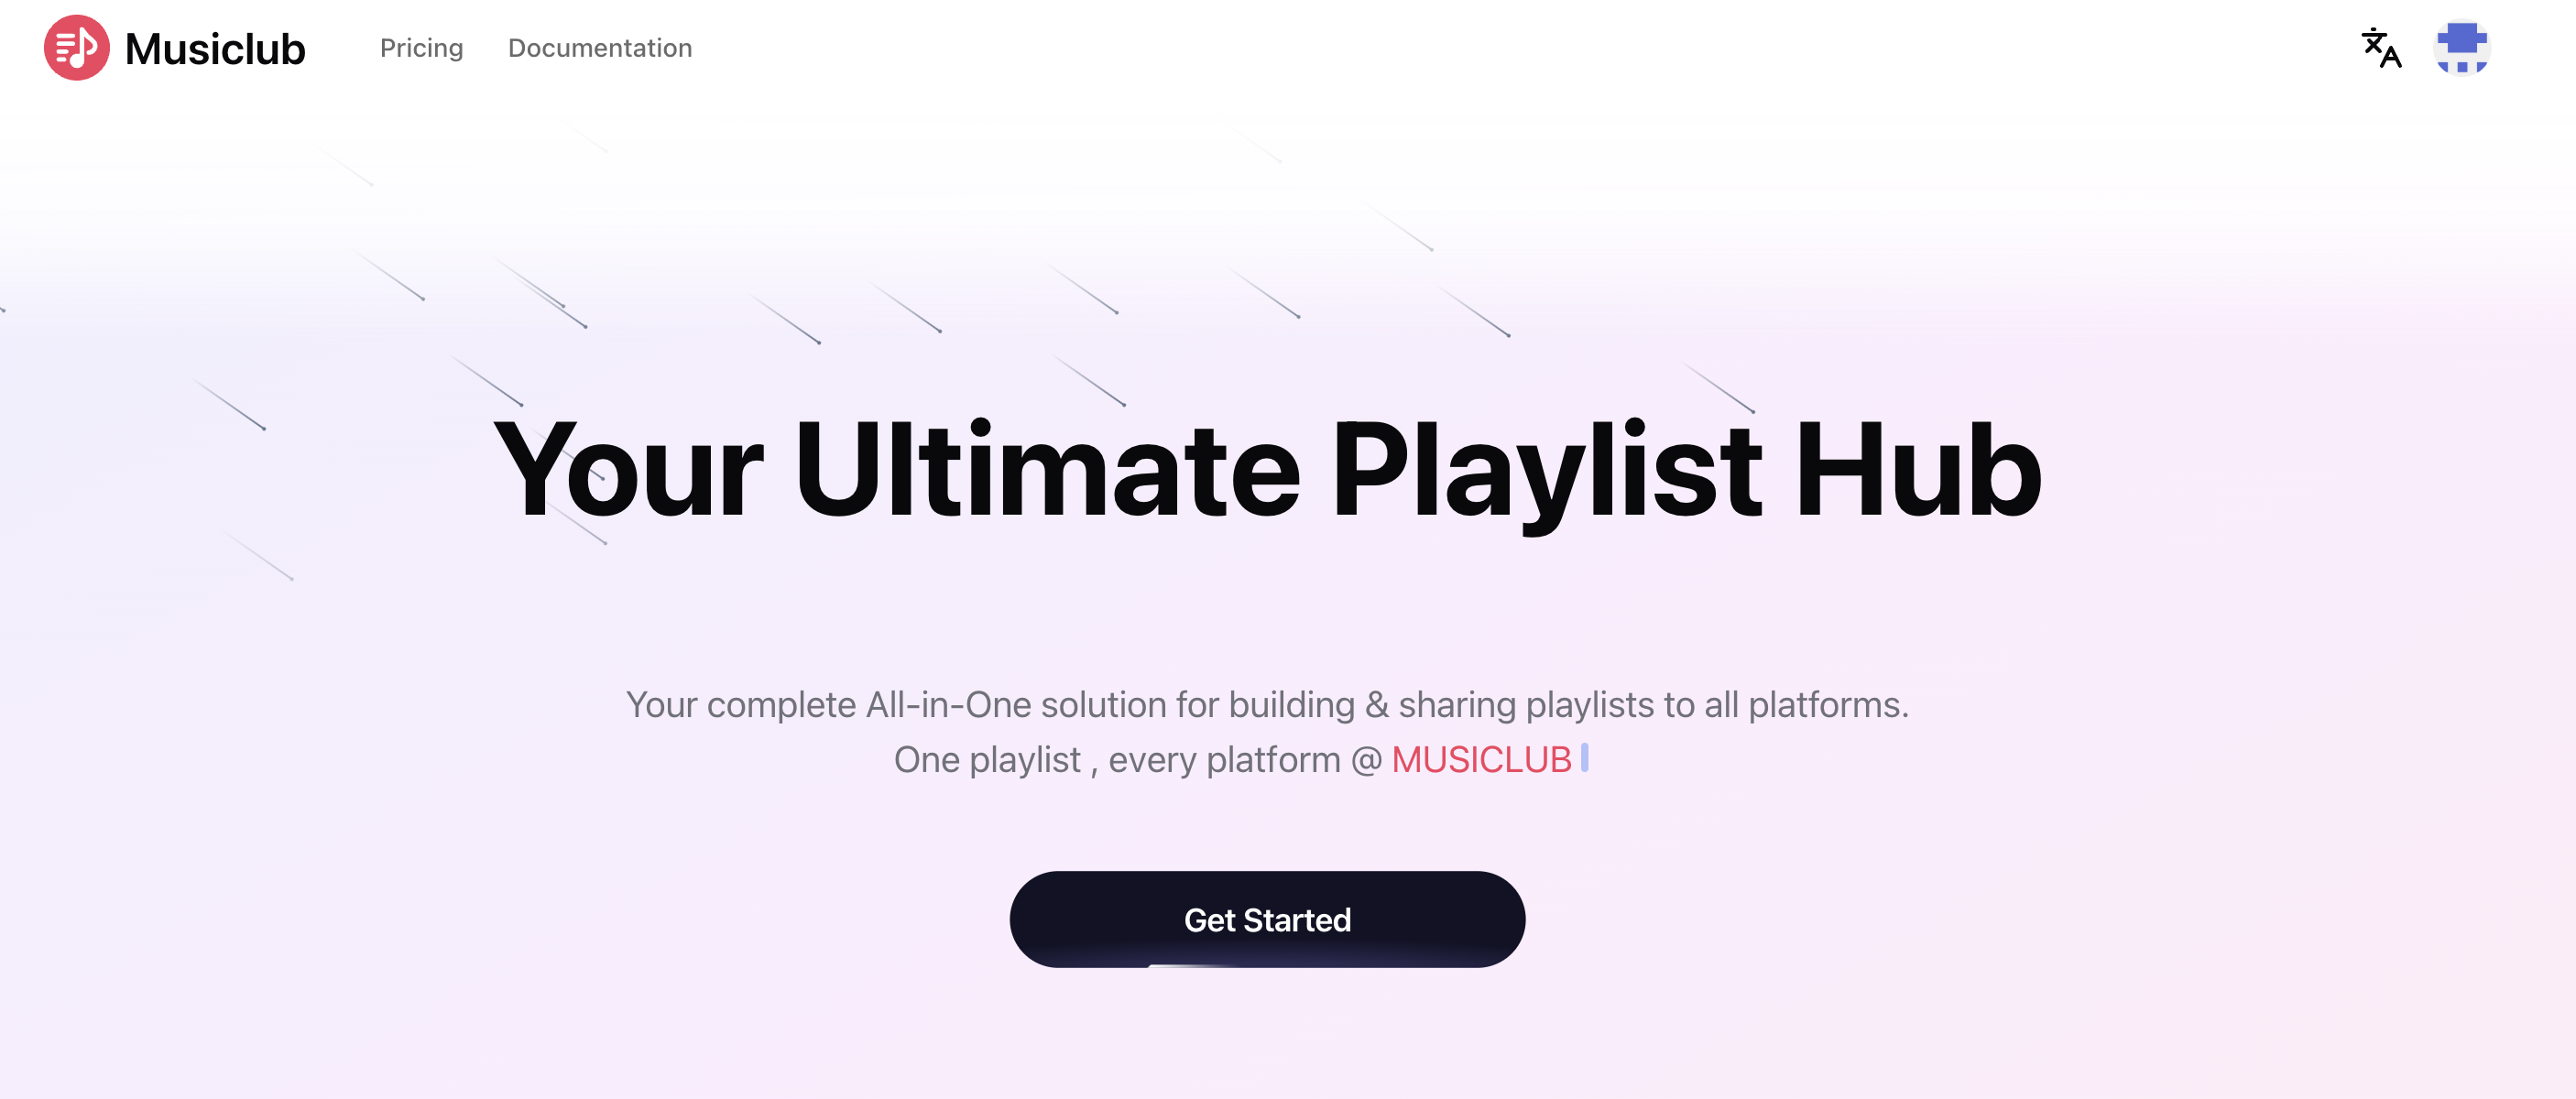 Musiclub
Pricing
Documentation
Your Ultimate Playlist Hub
Your complete All-in-One solution for building & sharing playlists to all platforms.
One playlist , every platform @ MUSICLUB
Get Started